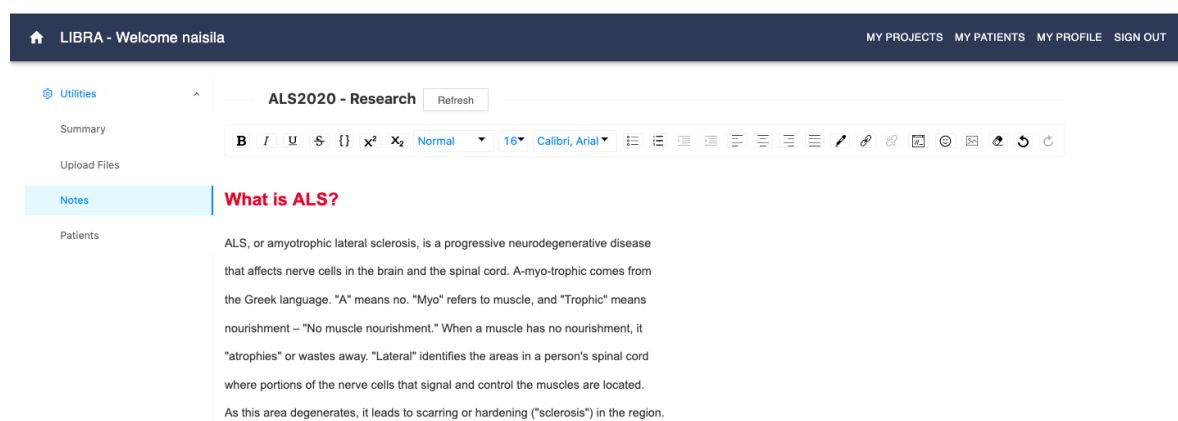 LIBRA - Welcome naisila
MY PROJECTS MY PATIENTS MY PROFILE SIGN OUT
Utilities
Summary
Upload Files
Notes
Patients
ALS2020 - Research Refresh
B I U S {} x² X₂ Normal 16 Calibri, Arial
What is ALS?
ALS, or amyotrophic lateral sclerosis, is a progressive neurodegenerative disease
that affects nerve cells in the brain and the spinal cord. A-myo-trophic comes from
the Greek language. "A" means no. "Myo" refers to muscle, and "Trophic" means
nourishment – "No muscle nourishment." When a muscle has no nourishment, it
"atrophies" or wastes away. "Lateral" identifies the areas in a person's spinal cord
where portions of the nerve cells that signal and control the muscles are located.
As this area degenerates, it leads to scarring or hardening ("sclerosis") in the region.